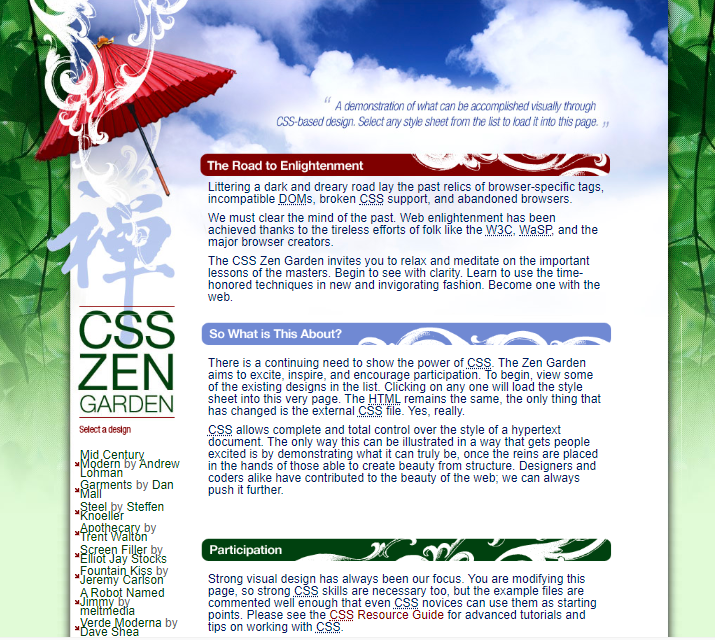 “ A demonstration of what can be accomplished visually through
CSS-based design. Select any style sheet from the list to load it into this page. ”
The Road to Enlightenment
Littering a dark and dreary road lay the past relics of browser-specific tags,
incompatible DOMs, broken CSS support, and abandoned browsers.
We must clear the mind of the past. Web enlightenment has been
achieved thanks to the tireless efforts of folk like the W3C, WaSP, and the
major browser creators.
The CSS Zen Garden invites you to relax and meditate on the important
lessons of the masters. Begin to see with clarity. Learn to use the time-
honored techniques in new and invigorating fashion. Become one with the
web.
So What is This About?
There is a continuing need to show the power of CSS. The Zen Garden
aims to excite, inspire, and encourage participation. To begin, view some
of the existing designs in the list. Clicking on any one will load the style
sheet into this very page. The HTML remains the same, the only thing that
has changed is the external CSS file. Yes, really.
CSS allows complete and total control over the style of a hypertext
document. The only way this can be illustrated in a way that gets people
excited is by demonstrating what it can truly be, once the reins are placed
in the hands of those able to create beauty from structure. Designers and
coders alike have contributed to the beauty of the web; we can always
push it further.
Participation
Strong visual design has always been our focus. You are modifying this
page, so strong CSS skills are necessary too, but the example files are
commented well enough that even CSS novices can use them as starting
points. Please see the CSS Resource Guide for advanced tutorials and
tips on working with CSS.
禅
CSS
ZEN
GARDEN
Select a design
Mid Century
Modern by Andrew
Lohman
Garments by Dan
Mall
Steel by Steffen
Knoeller
Apothecary by
Trent Walton
Screen Filler by
Elliot Jay Stocks
Fountain Kiss by
Jeremy Carlson
A Robot Named
Jimmy by
meltmedia
Verde Moderna by
Dave Shea